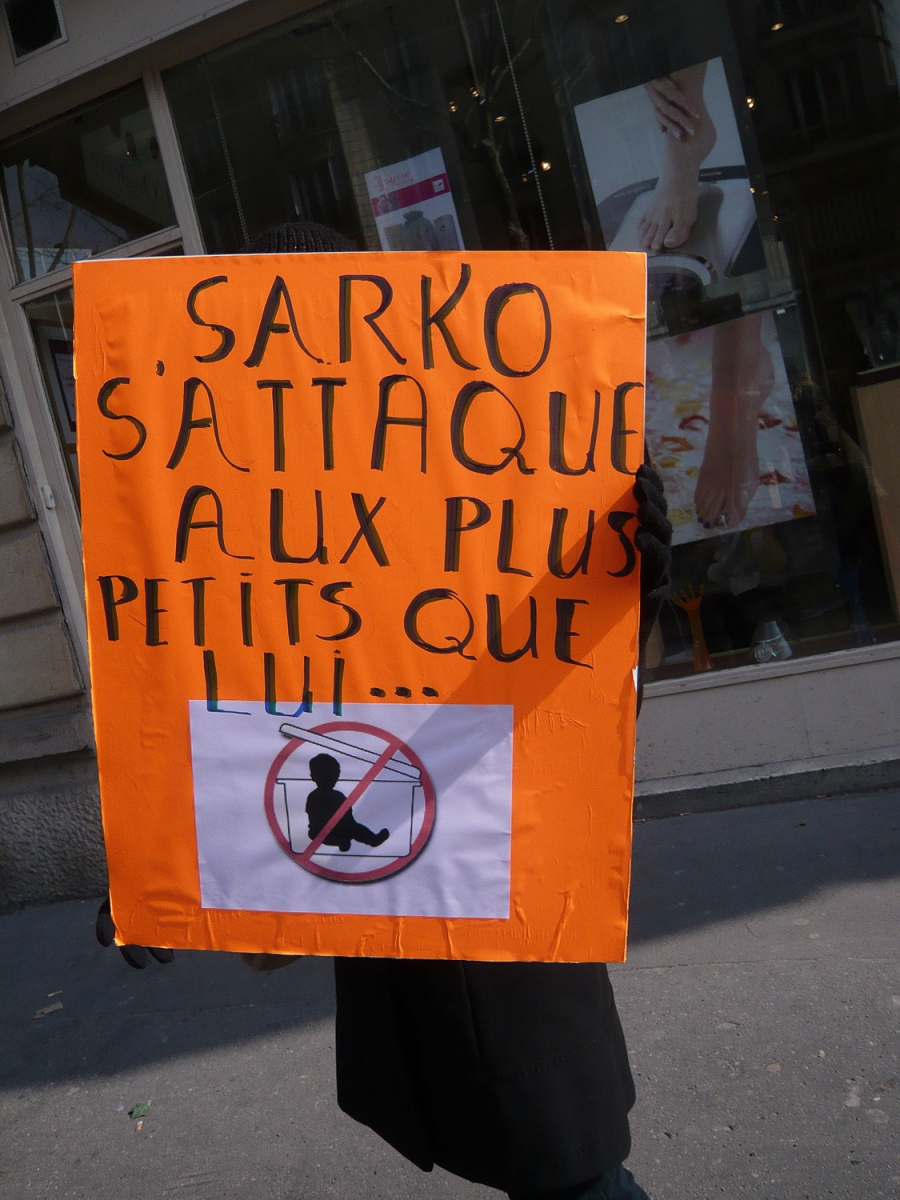 SARKO
S'ATTAQUE
AUX PLUS
PETITS QUE
LUI...